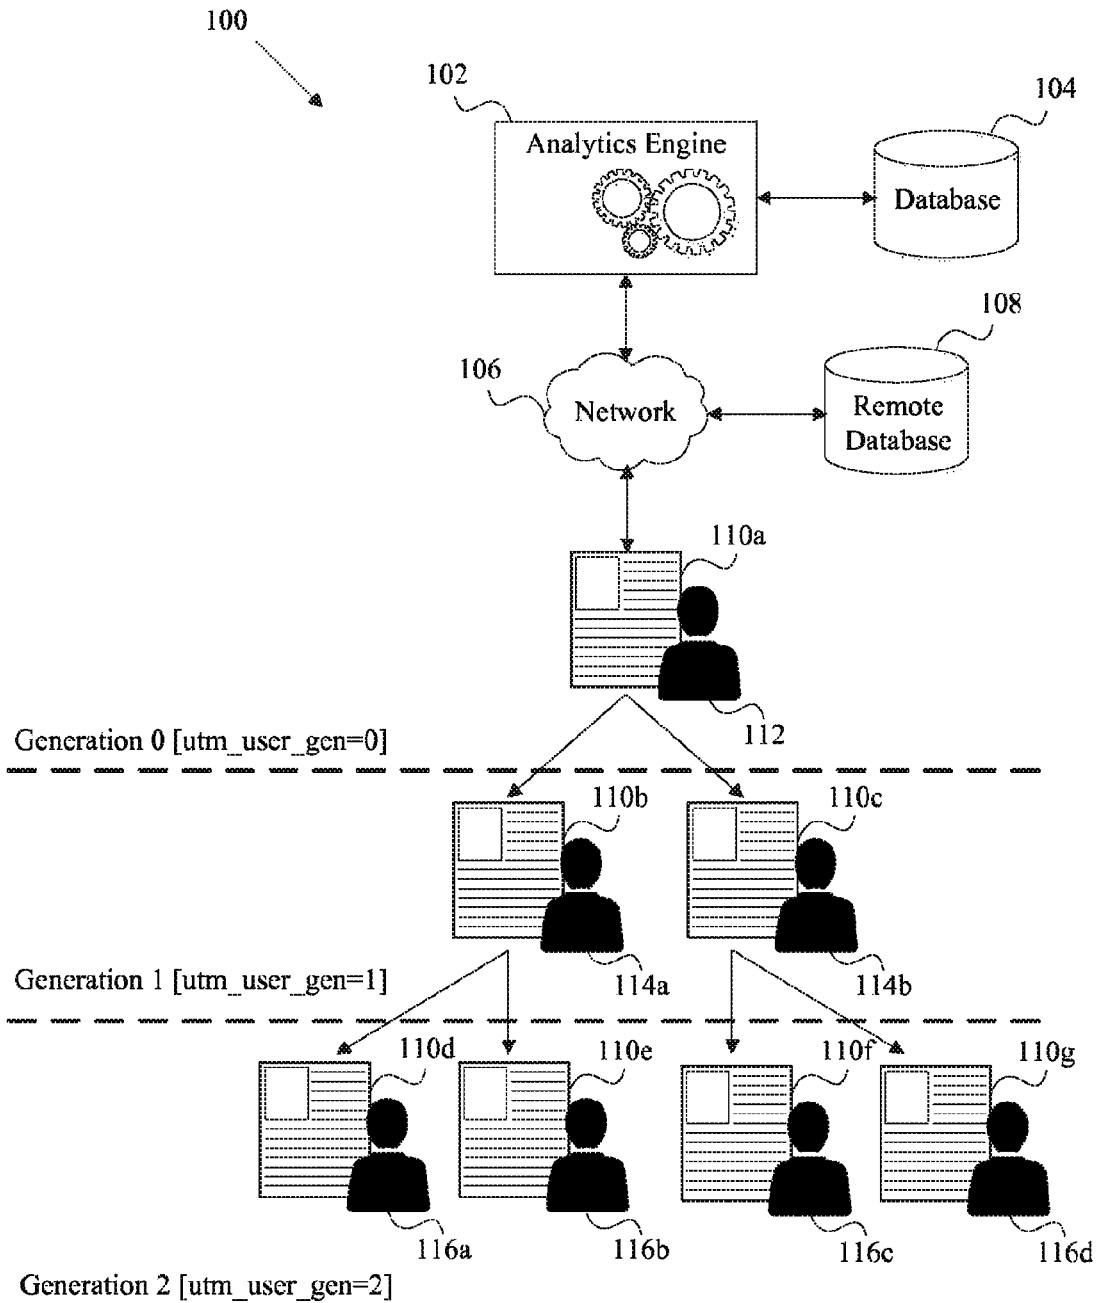 100
102
104
Analytics Engine
Database
108
106
Network
Remote
Database
110a
112
Generation 0 [utm_user_gen=0]
110b
110c
114a
114b
Generation 1 [utm_user_gen=1]
110d
110e
110f
110g
116a
116b
116c
116d
Generation 2 [utm_user_gen=2]